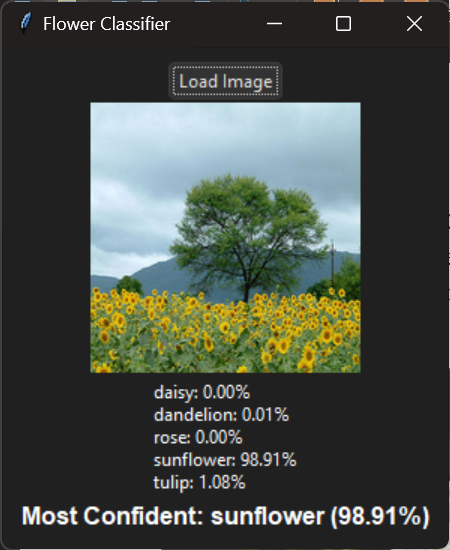 Flower Classifier
Load Image
daisy: 0.00%
dandelion: 0.01%
rose: 0.00%
sunflower: 98.91%
tulip: 1.08%
Most Confident: sunflower (98.91%)